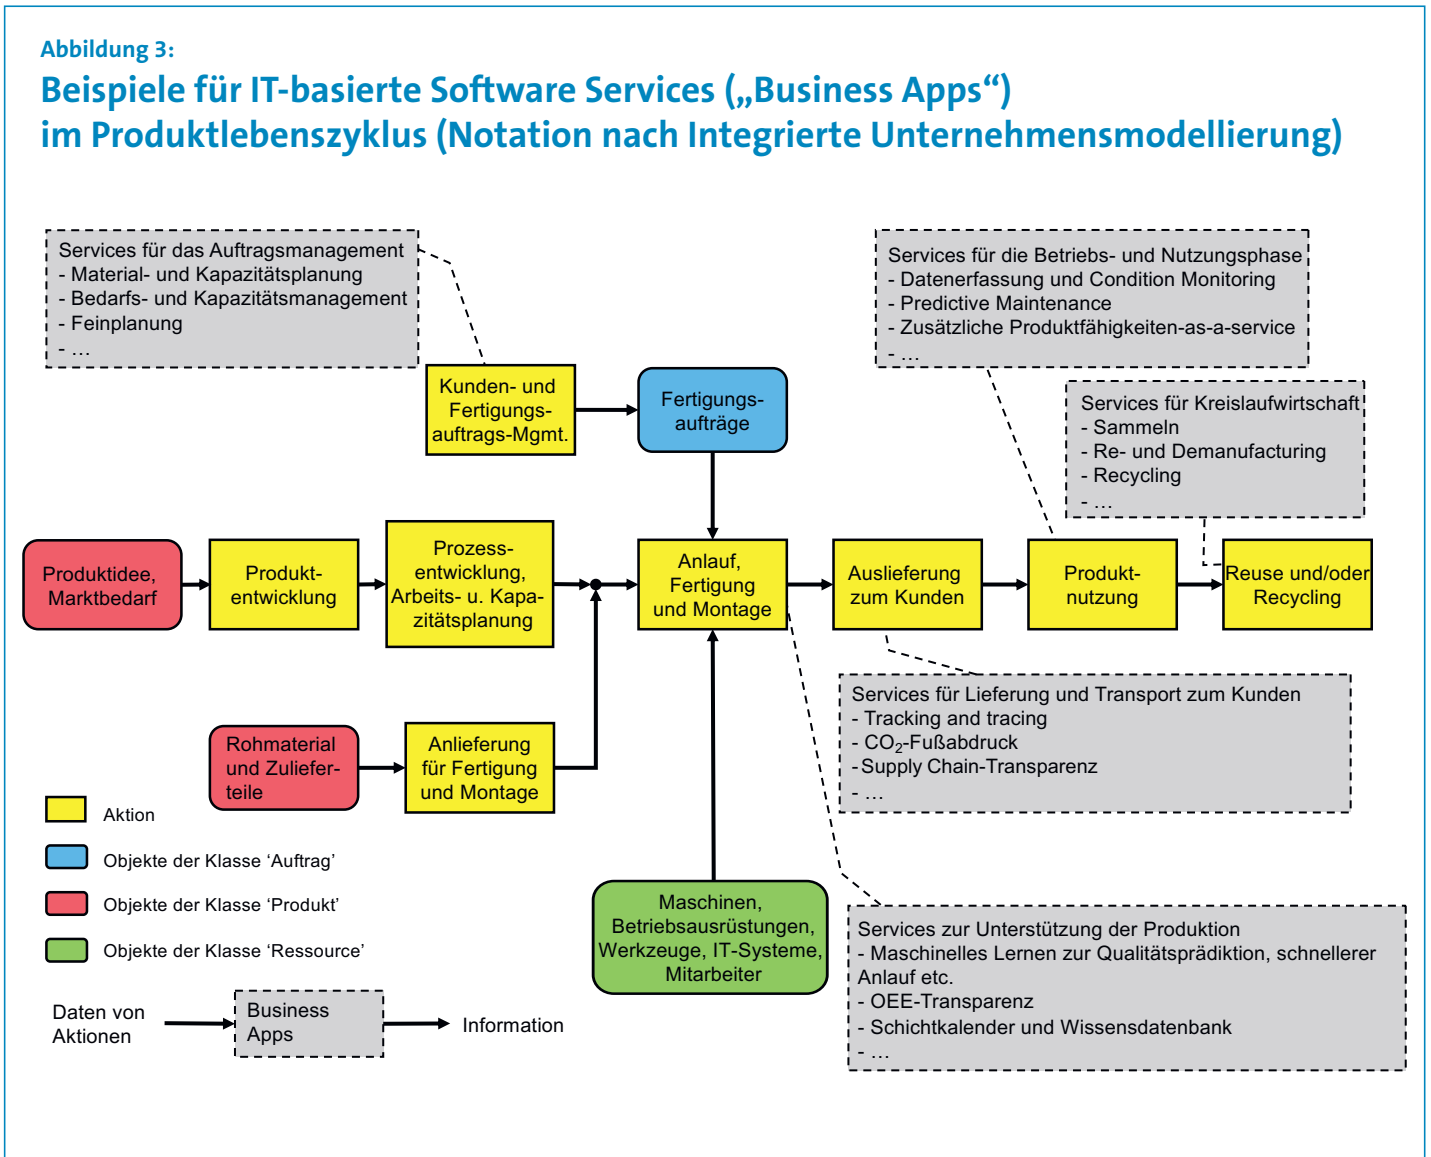 Abbildung 3:
Beispiele für IT-basierte Software Services („Business Apps“)
im Produktlebenszyklus (Notation nach Integrierte Unternehmensmodellierung)
Services für das Auftragsmanagement
- Material- und Kapazitätsplanung
- Bedarfs- und Kapazitätsmanagement
- Feinplanung
- …
Services für die Betriebs- und Nutzungsphase
- Datenerfassung und Condition Monitoring
- Predictive Maintenance
- Zusätzliche Produktfähigkeiten-as-a-service
- …
Kunden- und
Fertigungs-
auftrags-Mgmt.
Fertigungs-
aufträge
Services für Kreislaufwirtschaft
- Sammeln
- Re- und Demanufacturing
- Recycling
- …
Produktidee,
Marktbedarf
Produkt-
entwicklung
Prozess-
entwicklung,
Arbeits- u. Kapa-
zitätsplanung
Anlauf,
Fertigung
und Montage
Auslieferung
zum Kunden
Produkt-
nutzung
Reuse und/oder
Recycling
Rohmaterial
und Zuliefer-
teile
Anlieferung
für Fertigung
und Montage
Services für Lieferung und Transport zum Kunden
- Tracking and tracing
- CO₂-Fußabdruck
- Supply Chain-Transparenz
- …
Aktion
Objekte der Klasse ‘Auftrag’
Objekte der Klasse ‘Produkt’
Objekte der Klasse ‘Ressource’
Maschinen,
Betriebsausrüstungen,
Werkzeuge, IT-Systeme,
Mitarbeiter
Services zur Unterstützung der Produktion
- Maschinelles Lernen zur Qualitätsprädiktion, schnellerer
Anlauf etc.
- OEE-Transparenz
- Schichtkalender und Wissensdatenbank
- …
Daten von
Aktionen
Business
Apps
Information